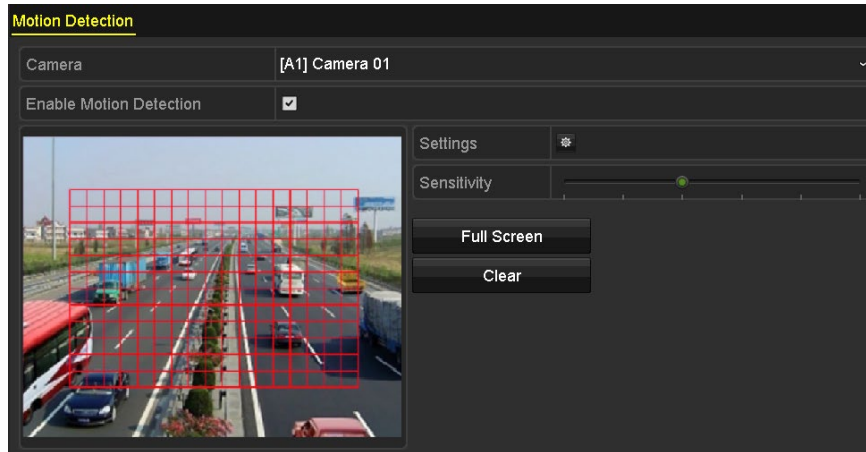 Motion Detection
Camera
[A1] Camera 01
Enable Motion Detection
Settings
Sensitivity
Full Screen
Clear